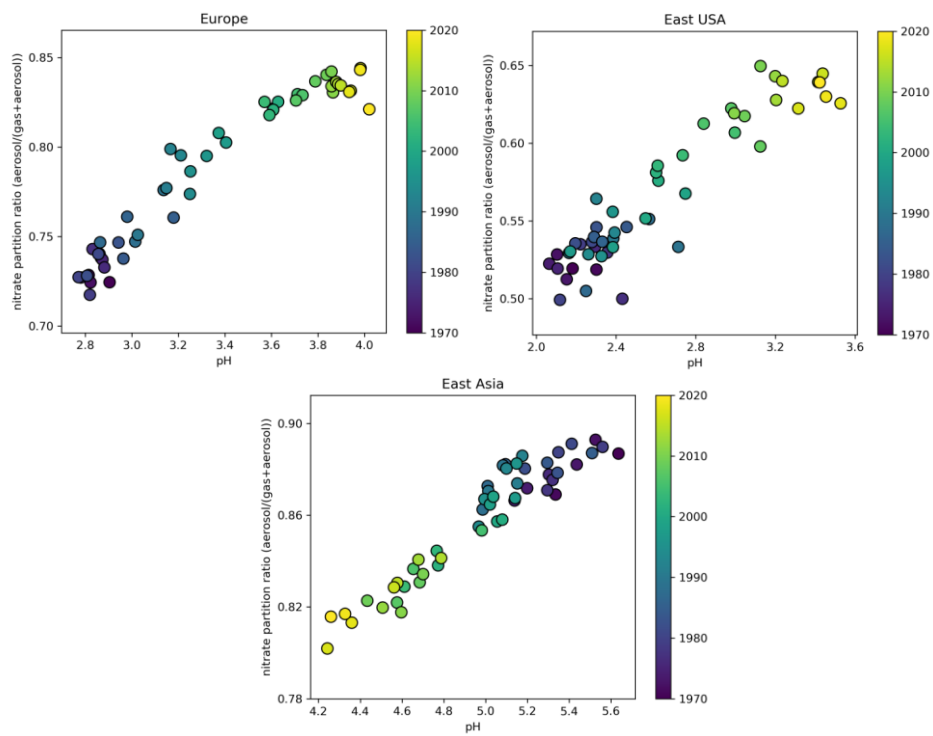 Europe
nitrate partition ratio (aerosol/(gas+aerosol))
0.85
0.80
0.75
0.70
2.8 3.0 3.2 3.4 3.6 3.8 4.0
pH
2020
2010
2000
1990
1980
1970
East USA
nitrate partition ratio (aerosol/(gas+aerosol))
0.65
0.60
0.55
0.50
2.0 2.4 2.8 3.2 3.6
pH
2020
2010
2000
1990
1980
1970
East Asia
nitrate partition ratio (aerosol/(gas+aerosol))
0.90
0.86
0.82
0.78
4.2 4.4 4.6 4.8 5.0 5.2 5.4 5.6
pH
2020
2010
2000
1990
1980
1970